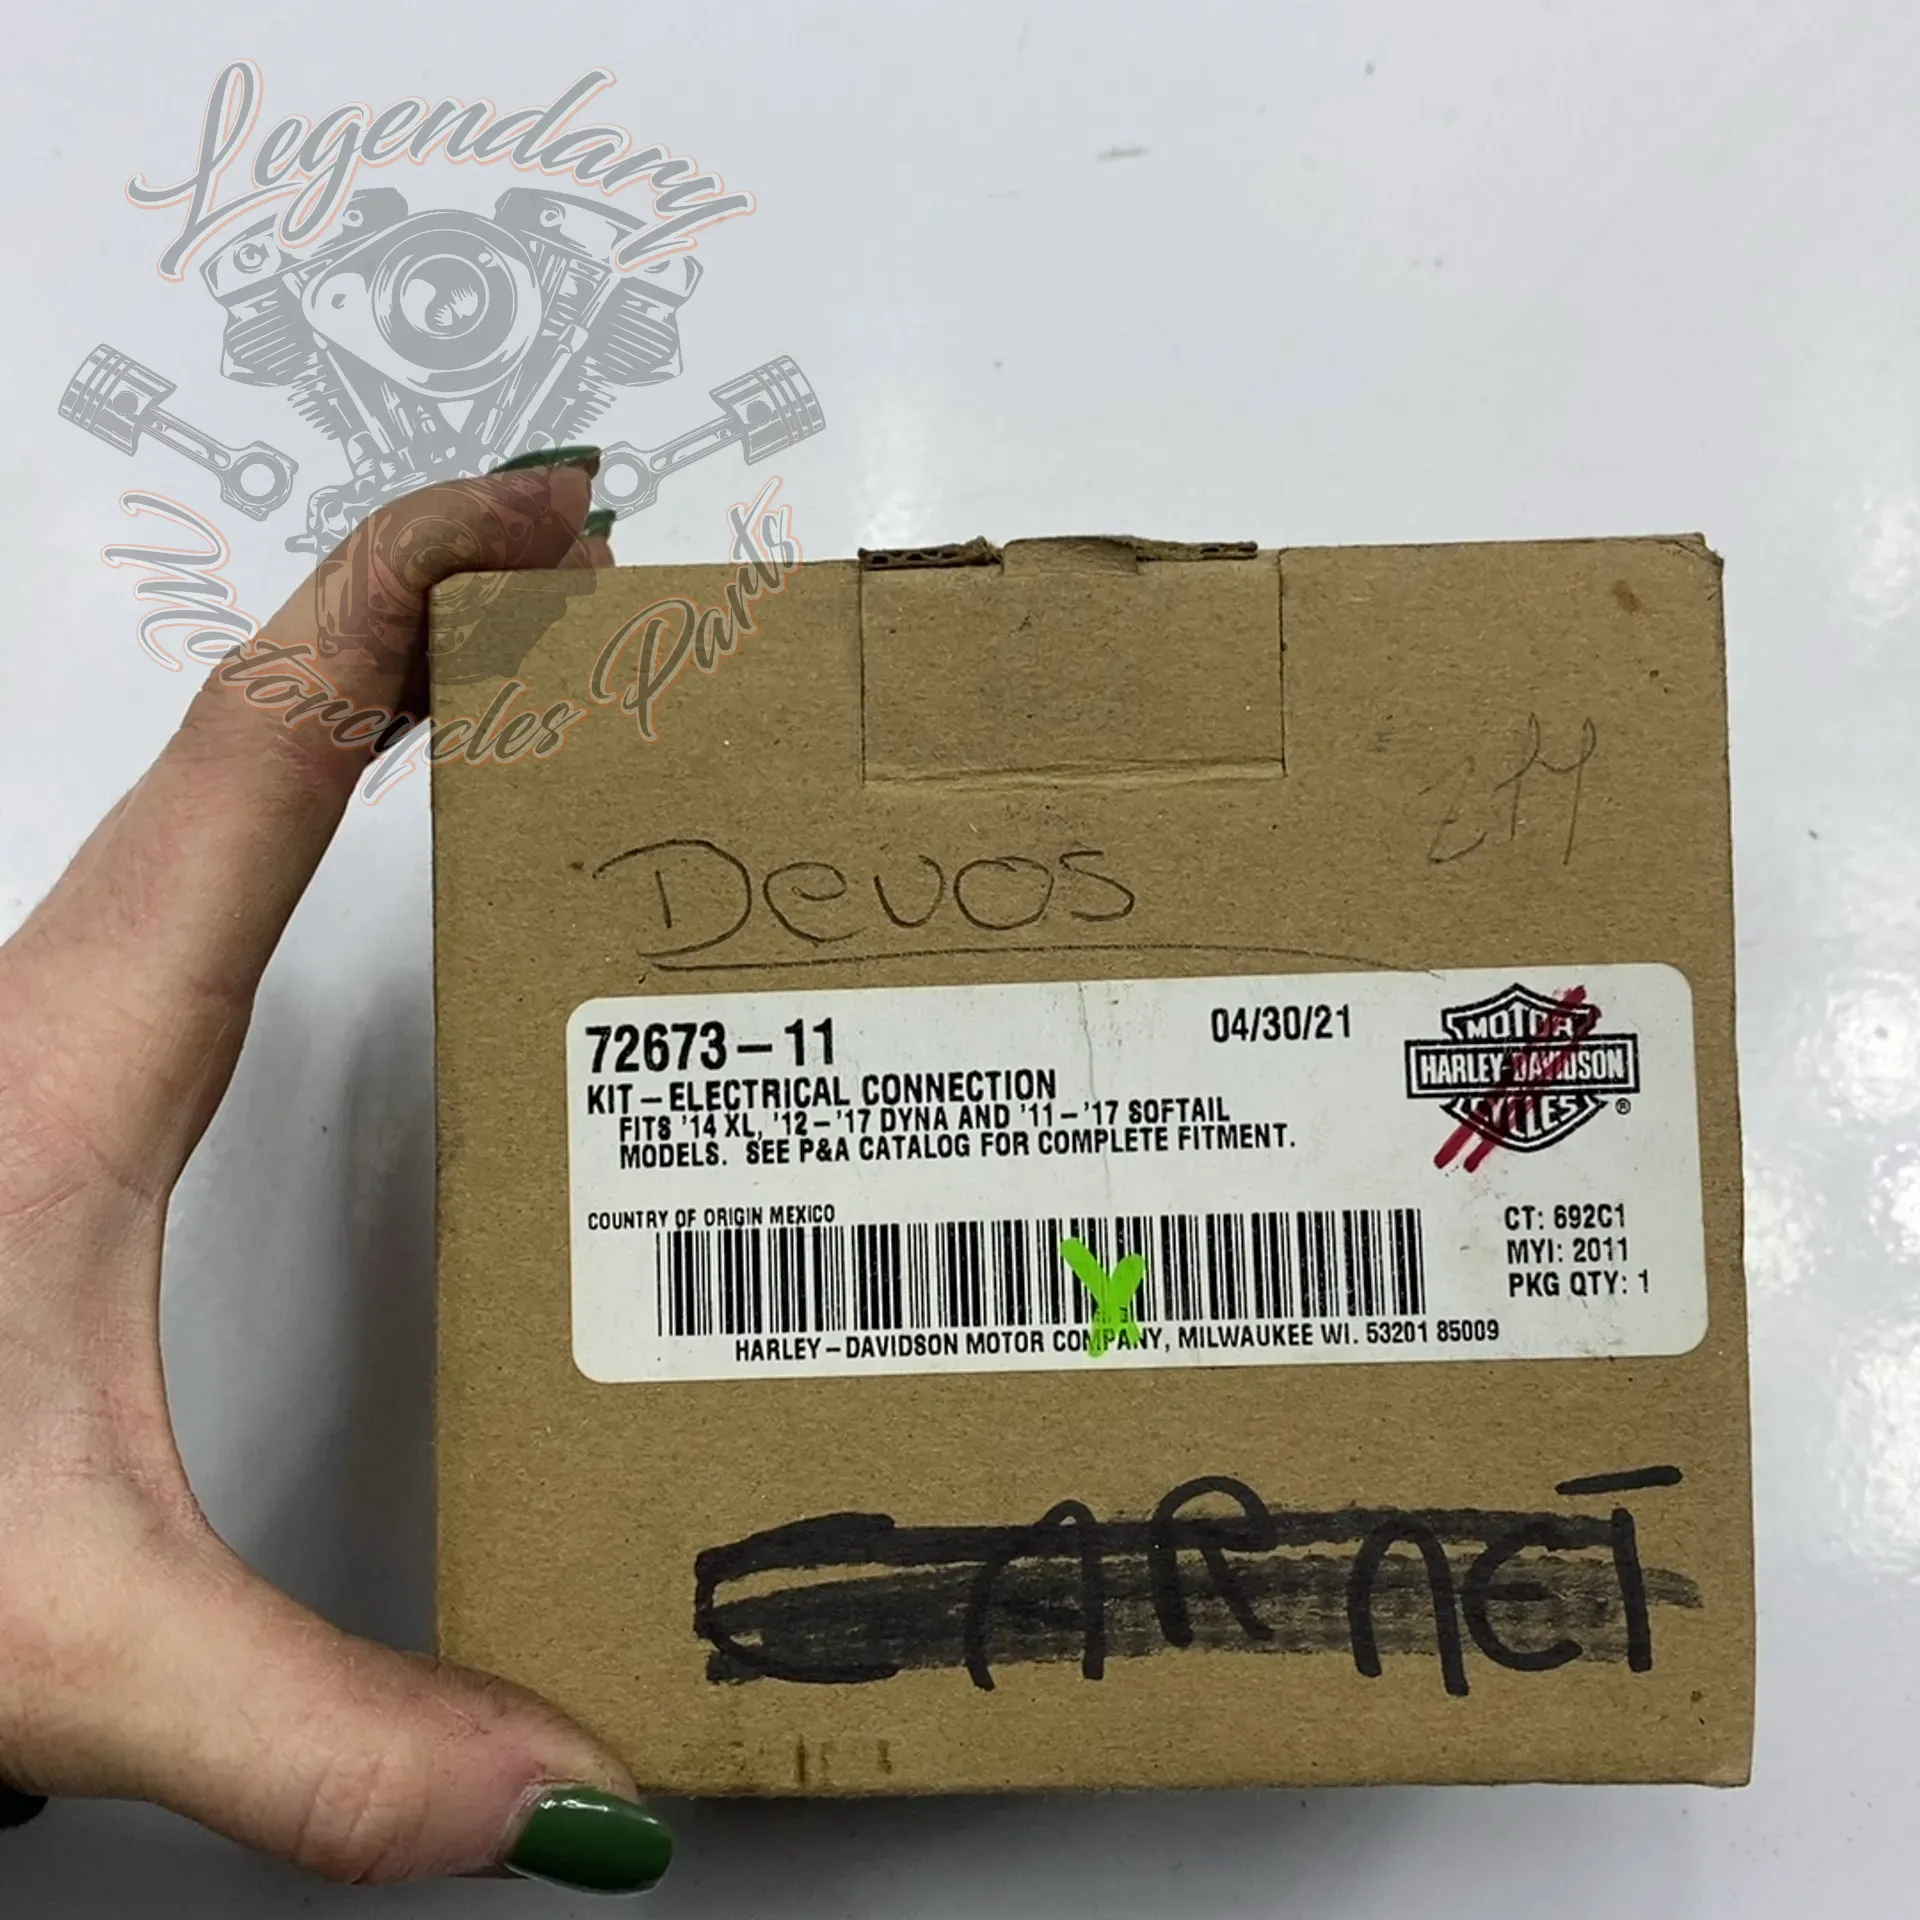 Legendary
Motorcycles Parts
Devos
72673-11
04/30/21
KIT-ELECTRICAL CONNECTION
FITS '14 XL, '12-'17 DYNA AND '11-'17 SOFTAIL
MODELS. SEE P&A CATALOG FOR COMPLETE FITMENT.
MOTOR
HARLEY-DAVIDSON
CYCLES
®
COUNTRY OF ORIGIN MEXICO
CT: 692C1
MYI: 2011
PKG QTY: 1
HARLEY-DAVIDSON MOTOR COMPANY, MILWAUKEE WI. 53201 85009